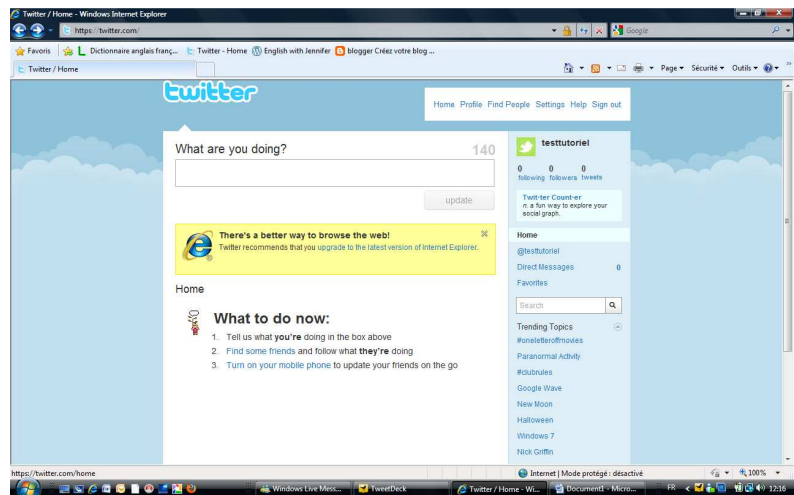 Twitter / Home - Windows Internet Explorer
https://twitter.com/
Google
Favoris
Dictionnaire anglais franç...
Twitter - Home
English with Jennifer
blogger Créez votre blog ...
Twitter / Home
Page
Sécurité
Outils
twitter
Home Profile Find People Settings Help Sign out
What are you doing?
140
update
There's a better way to browse the web!
Twitter recommends that you upgrade to the latest version of Internet Explorer.
Home
What to do now:
1. Tell us what you're doing in the box above
2. Find some friends and follow what they're doing
3. Turn on your mobile phone to update your friends on the go
testtutoriel
0 0 0
following followers tweets
Twit·ter Count·er
n. a fun way to explore your
social graph.
Home
@testtutoriel
Direct Messages 0
Favorites
Search
Trending Topics
#oneletteroffmovies
Paranormal Activity
#clubrules
Google Wave
New Moon
Halloween
Windows 7
Nick Griffin
https://twitter.com/home
Internet | Mode protégé : désactivé
100%
Windows Live Mess...
TweetDeck
Twitter / Home - Wi...
Document1 - Micro...
FR
12:16